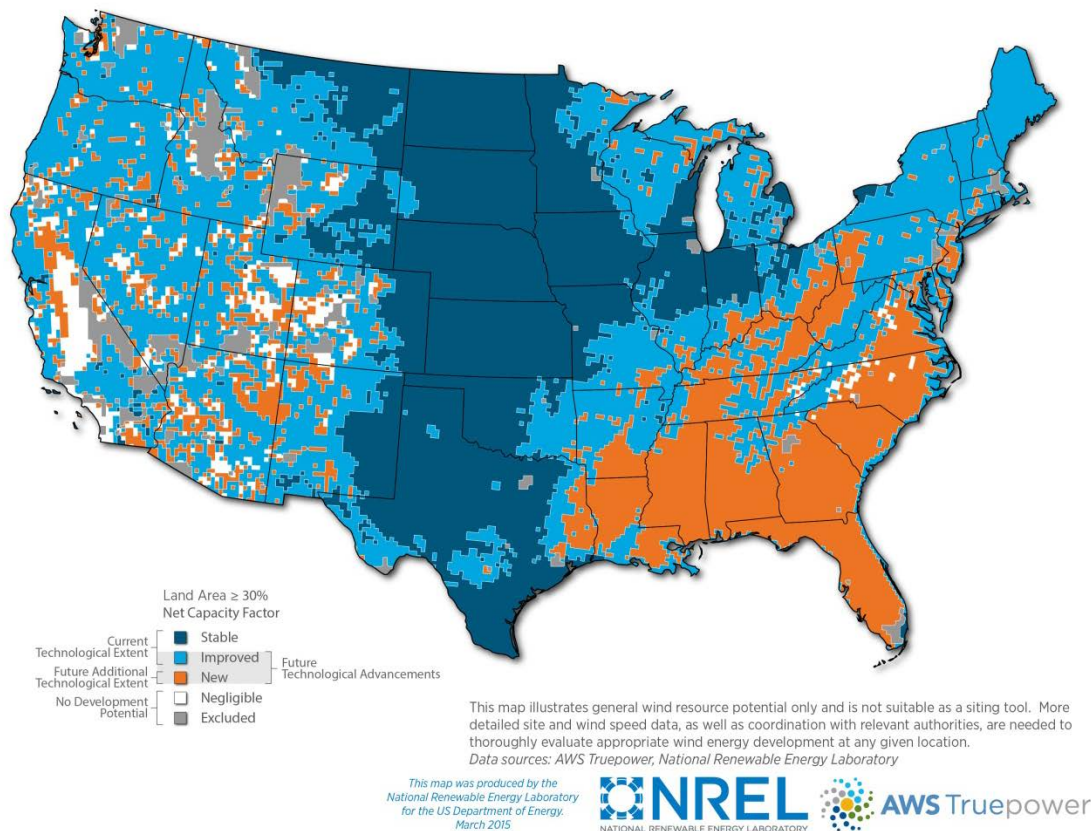 Land Area ≥ 30%
Net Capacity Factor
Current
Technological Extent
Stable
Improved
Future Additional
Technological Extent
New
Future
Technological Advancements
No Development
Potential
Negligible
Excluded
This map illustrates general wind resource potential only and is not suitable as a siting tool. More
detailed site and wind speed data, as well as coordination with relevant authorities, are needed to
thoroughly evaluate appropriate wind energy development at any given location.
Data sources: AWS Truepower, National Renewable Energy Laboratory
This map was produced by the
National Renewable Energy Laboratory
for the US Department of Energy.
March 2015
NREL
NATIONAL RENEWABLE ENERGY LABORATORY
AWS Truepower